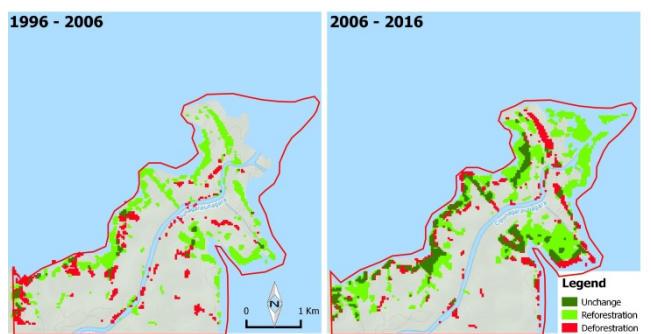 1996 - 2006
2006 - 2016
N
0 1 Km
Legend
Unchange
Reforestration
Deforestration